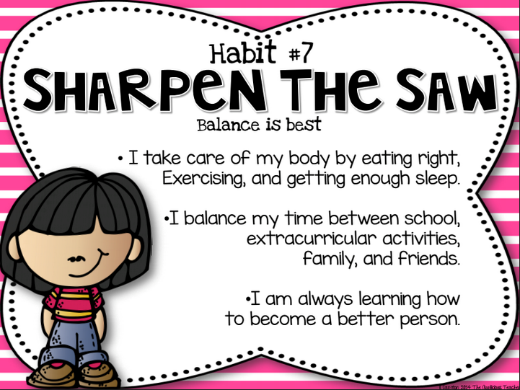 Habit #7
SHARPEN THE SAW
Balance is best
• I take care of my body by eating right,
Exercising, and getting enough sleep.
•I balance my time between school,
extracurricular activities,
family, and friends.
•I am always learning how
to become a better person.